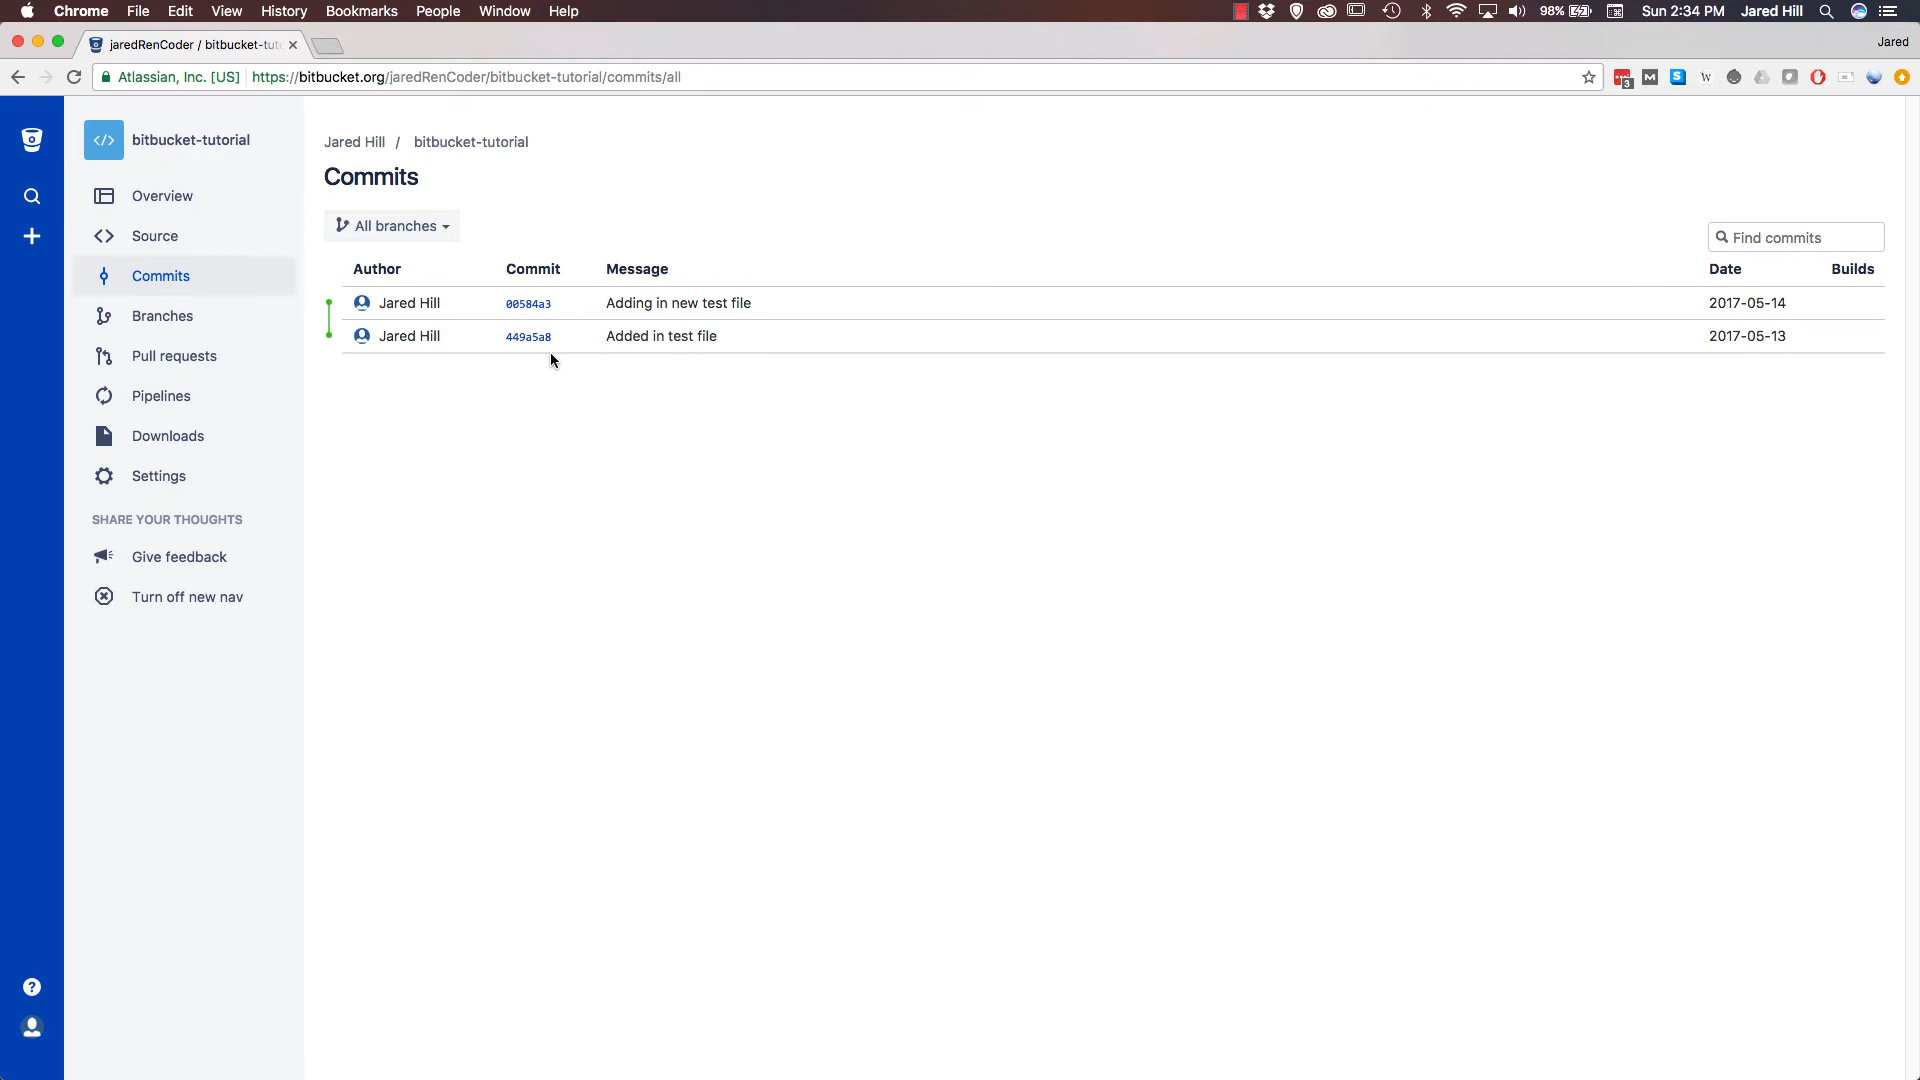 Chrome File Edit View History Bookmarks People Window Help 98% Sun 2:34 PM Jared Hill
jaredRenCoder / bitbucket-tut Jared
Atlassian, Inc. [US] https://bitbucket.org/jaredRenCoder/bitbucket-tutorial/commits/all
bitbucket-tutorial
Overview
Source
Commits
Branches
Pull requests
Pipelines
Downloads
Settings
SHARE YOUR THOUGHTS
Give feedback
Turn off new nav
Jared Hill / bitbucket-tutorial
Commits
All branches
Find commits
Author Commit Message Date Builds
Jared Hill 00584a3 Adding in new test file 2017-05-14
Jared Hill 449a5a8 Added in test file 2017-05-13